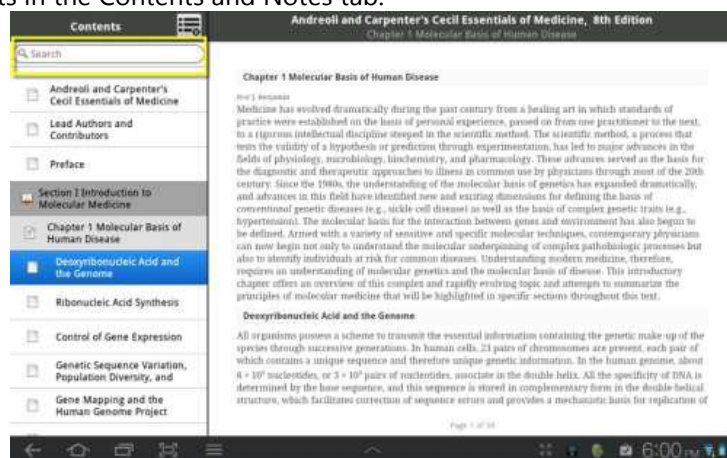 ts in the Contents and Notes tab.
Contents
Andreoli and Carpenter's Cecil Essentials of Medicine, 8th Edition
Chapter 1 Molecular Basis of Human Disease
Search
Andreoli and Carpenter's
Cecil Essentials of Medicine
Lead Authors and
Contributors
Preface
Section I Introduction to
Molecular Medicine
Chapter 1 Molecular Basis of
Human Disease
Deoxyribonucleic Acid and
the Genome
Ribonucleic Acid Synthesis
Control of Gene Expression
Genetic Sequence Variation,
Population Diversity, and
Gene Mapping and the
Human Genome Project
Chapter 1 Molecular Basis of Human Disease
Ivor J. Benjamin
Medicine has evolved dramatically during the past century from a healing art in which standards of
practice were established on the basis of personal experience, passed on from one practitioner to the next,
to a rigorous intellectual discipline steeped in the scientific method. The scientific method, a process that
tests the validity of a hypothesis or prediction through experimentation, has led to major advances in the
fields of physiology, microbiology, biochemistry, and pharmacology. These advances served as the basis for
the diagnostic and therapeutic approaches to illness in common use by physicians through most of the 20th
century. Since the 1980s, the understanding of the molecular basis of genetics has expanded dramatically,
and advances in this field have identified new and exciting dimensions for defining the basis of
conventional genetic diseases (e.g., sickle cell disease) as well as the basis of complex genetic traits (e.g.,
hypertension). The molecular basis for the interaction between genes and environment has also begun to
be defined. Armed with a variety of sensitive and specific molecular techniques, contemporary physicians
can now begin not only to understand the molecular underpinning of complex pathobiologic processes but
also to identify individuals at risk for common diseases. Understanding modern medicine, therefore,
requires an understanding of molecular genetics and the molecular basis of disease. This introductory
chapter offers an overview of this complex and rapidly evolving topic and attempts to summarize the
principles of molecular medicine that will be highlighted in specific sections throughout this text.
Deoxyribonucleic Acid and the Genome
All organisms possess a scheme to transmit the essential information containing the genetic make-up of the
species through successive generations. In human cells, 23 pairs of chromosomes are present, each pair of
which contains a unique sequence and therefore unique genetic information. In the human genome, about
6 × 10⁹ nucleotides, or 3 × 10⁹ pairs of nucleotides, associate in the double helix. All the specificity of DNA is
determined by the base sequence, and this sequence is stored in complementary form in the double-helical
structure, which facilitates correction of sequence errors and provides a mechanistic basis for replication of
Page 1 of
6:00 PM